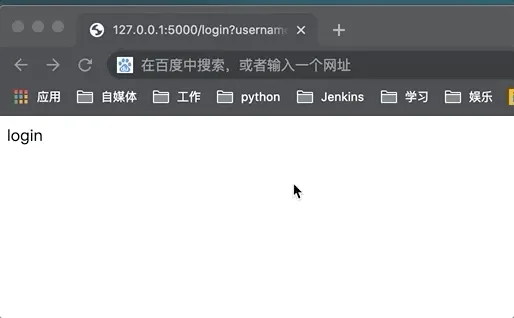 127.0.0.1:5000/login?usernam
在百度中搜索，或者输入一个网址
应用 自媒体 工作 python Jenkins 学习 娱乐
login